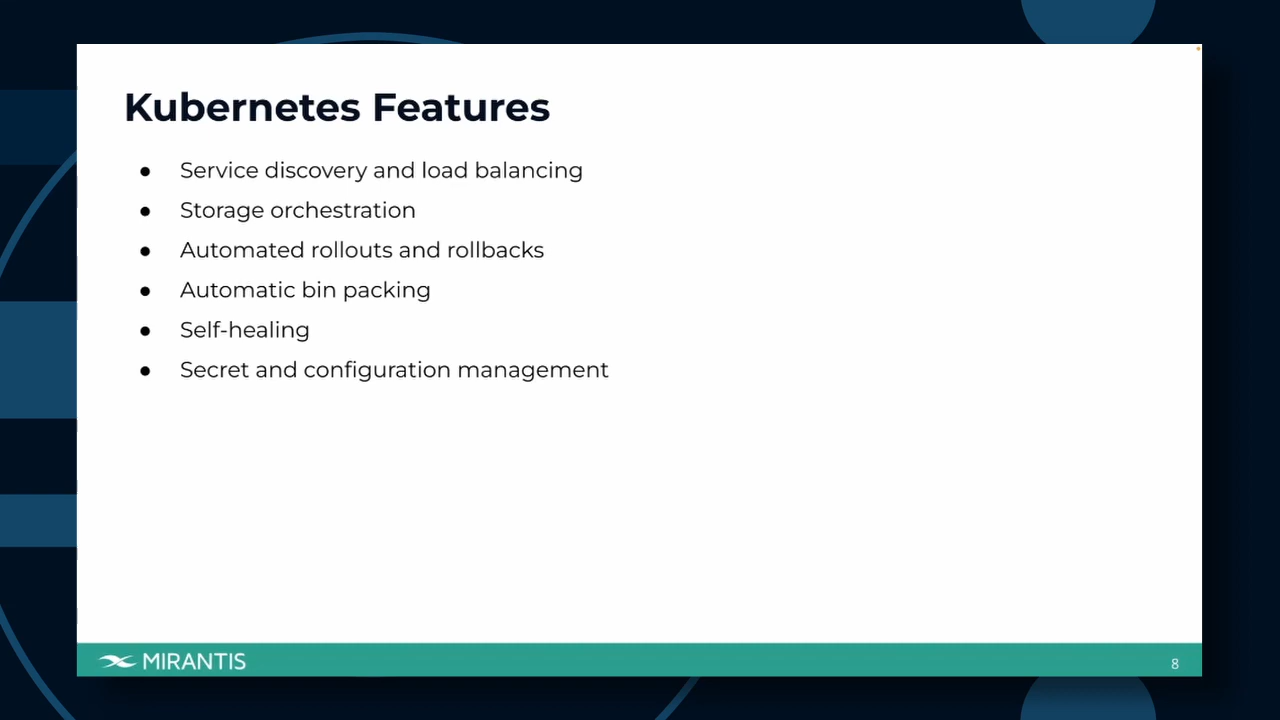 Kubernetes Features
● Service discovery and load balancing
● Storage orchestration
● Automated rollouts and rollbacks
● Automatic bin packing
● Self-healing
● Secret and configuration management
MIRANTIS
8